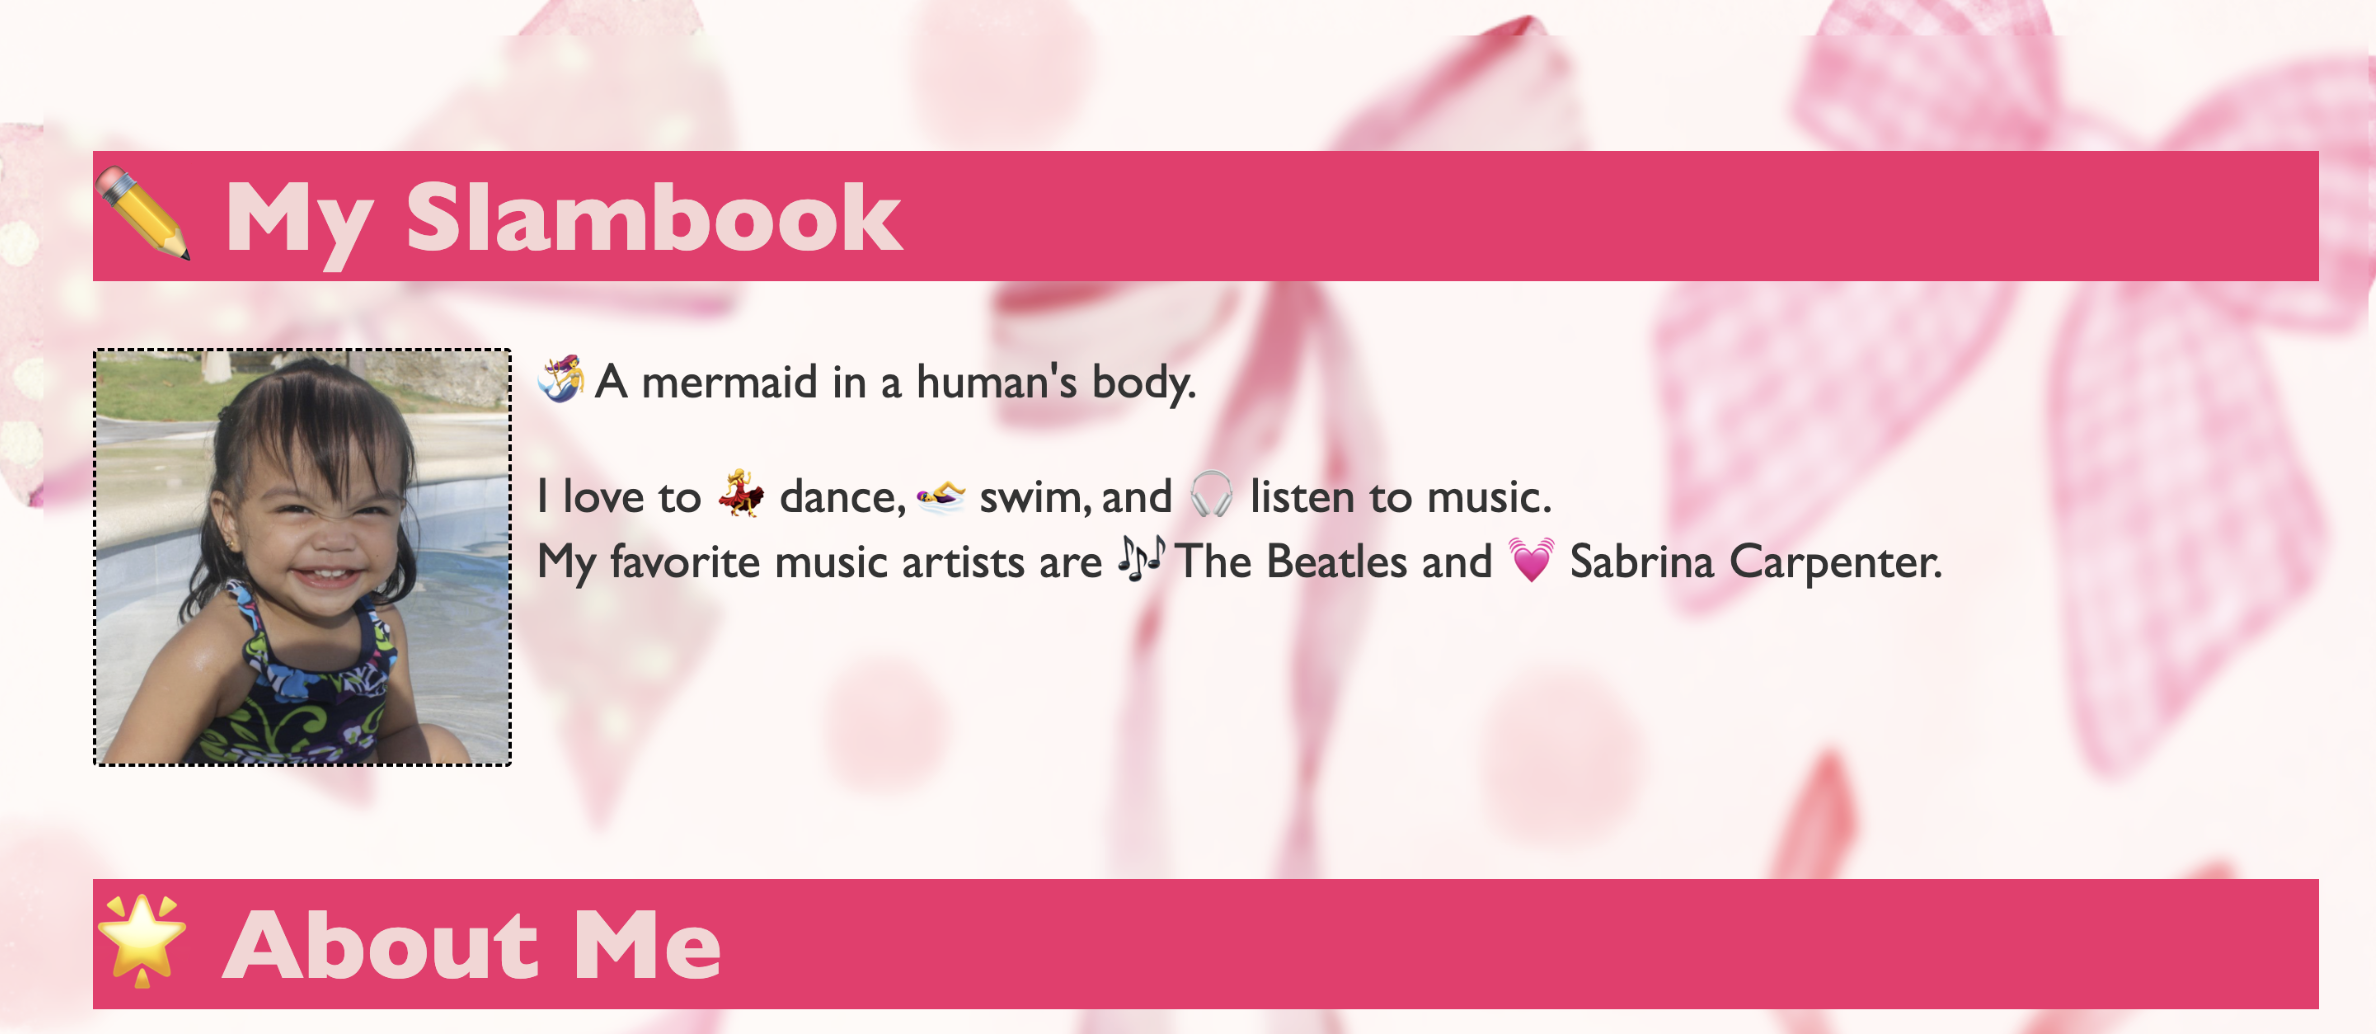 ✏️ My Slambook
🧜‍♀️ A mermaid in a human's body.
I love to 💃 dance, 🏊‍♀️ swim, and 🎧 listen to music.
My favorite music artists are 🎶 The Beatles and 💓 Sabrina Carpenter.
🌟 About Me